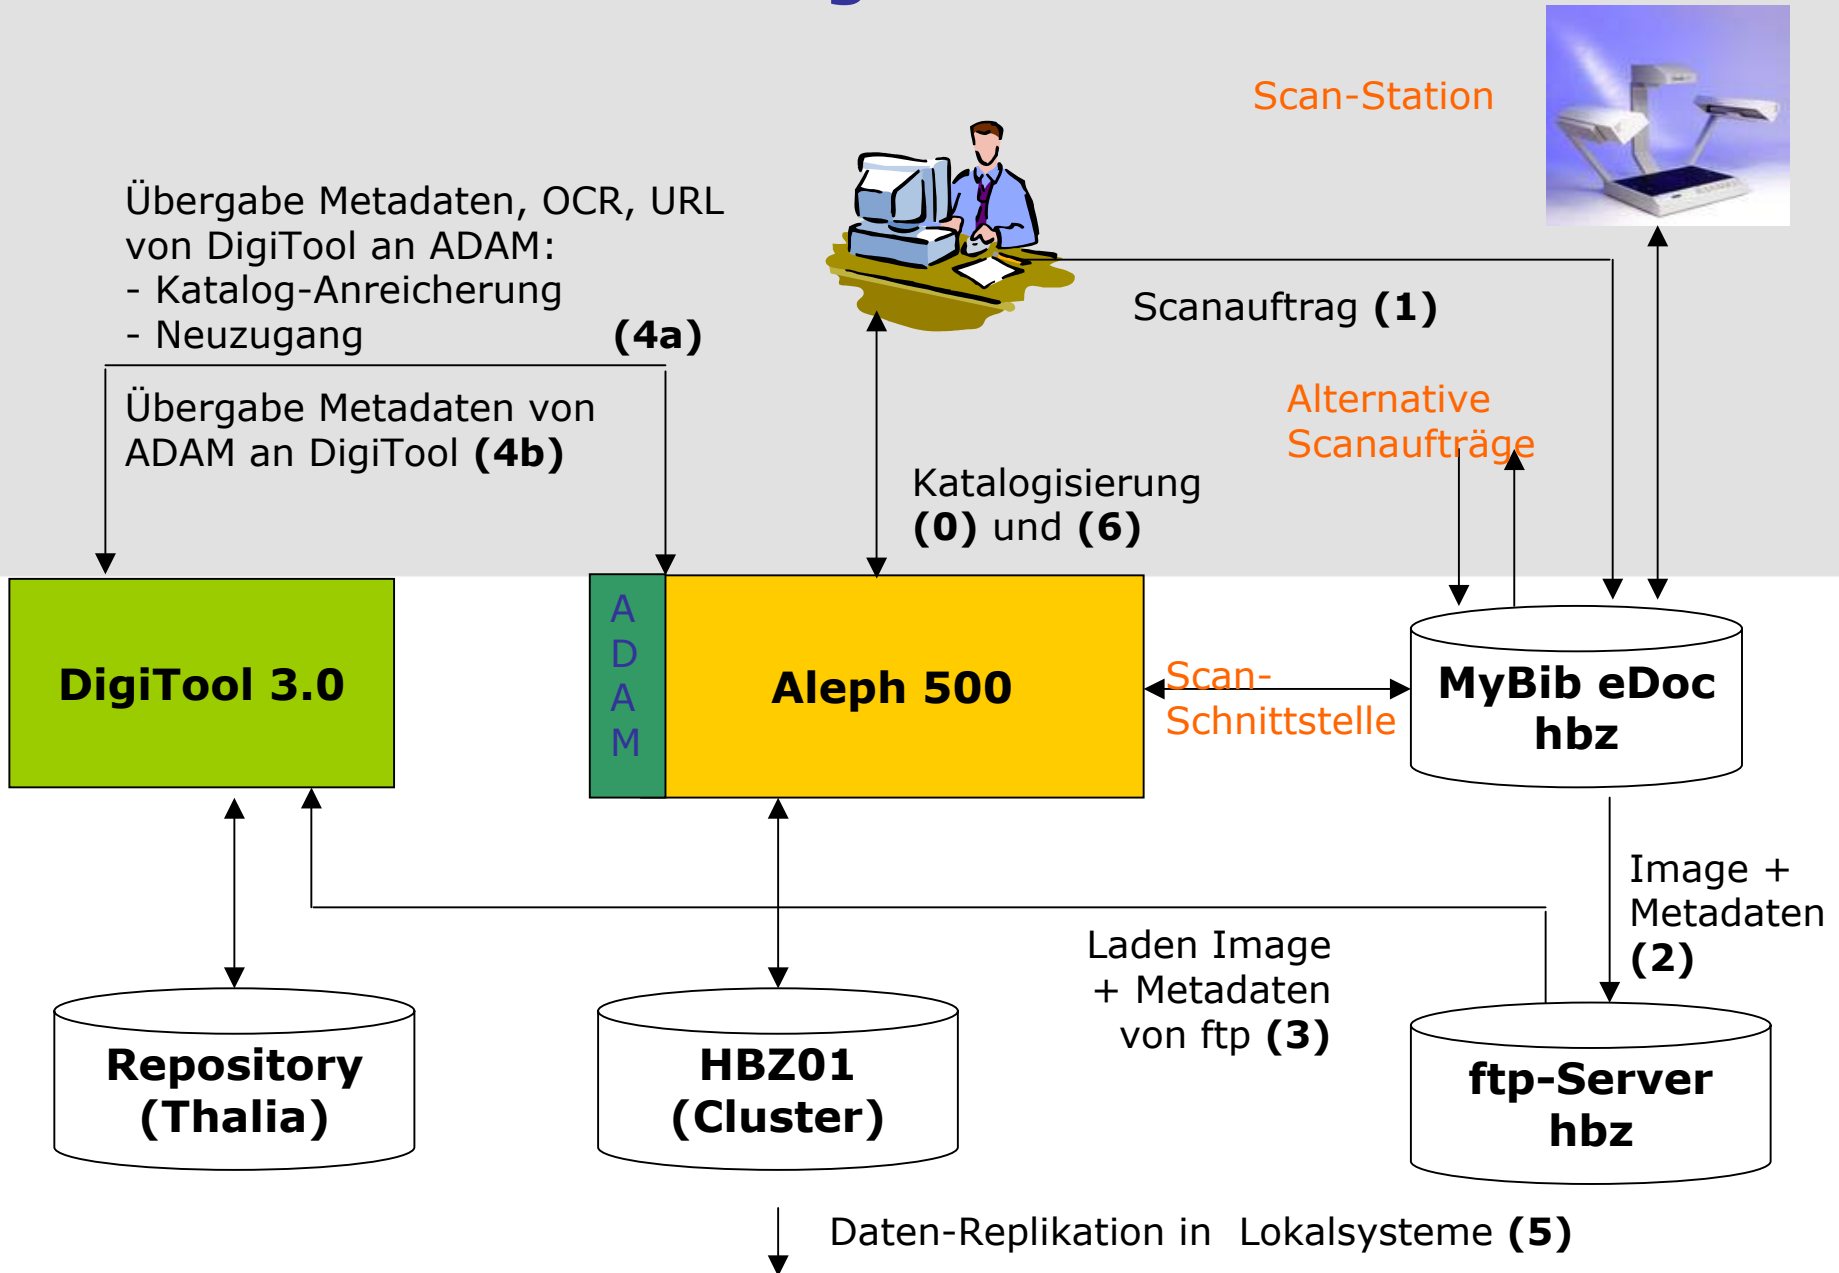 Scan-Station
Übergabe Metadaten, OCR, URL
von DigiTool an ADAM:
- Katalog-Anreicherung
- Neuzugang (4a)
Scanauftrag (1)
Übergabe Metadaten von
ADAM an DigiTool (4b)
Alternative
Scanaufträge
Katalogisierung
(0) und (6)
DigiTool 3.0
A
D
A
M
Aleph 500
Scan-
Schnittstelle
MyBib eDoc
hbz
Image +
Metadaten
(2)
Laden Image
+ Metadaten
von ftp (3)
Repository
(Thalia)
HBZ01
(Cluster)
ftp-Server
hbz
Daten-Replikation in Lokalsysteme (5)